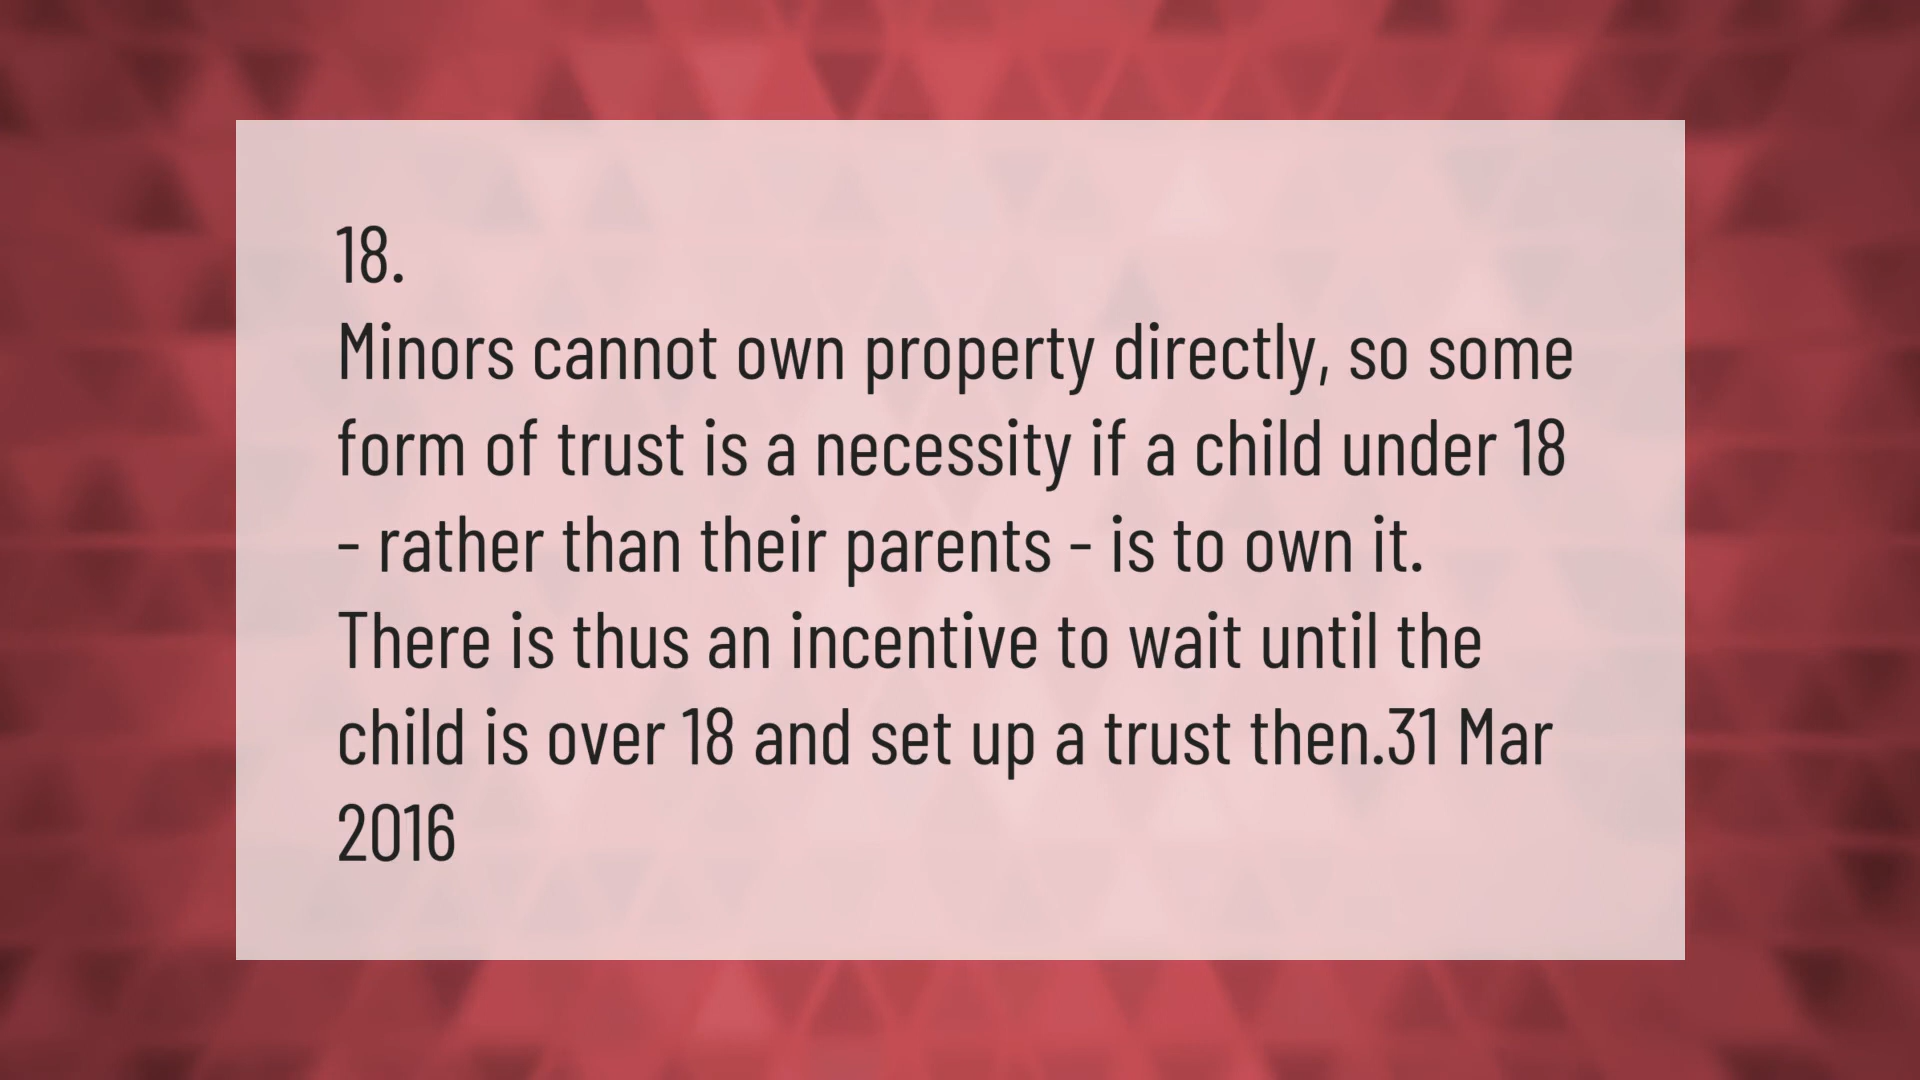 18.
Minors cannot own property directly, so some
form of trust is a necessity if a child under 18
- rather than their parents - is to own it.
There is thus an incentive to wait until the
child is over 18 and set up a trust then.31 Mar
2016